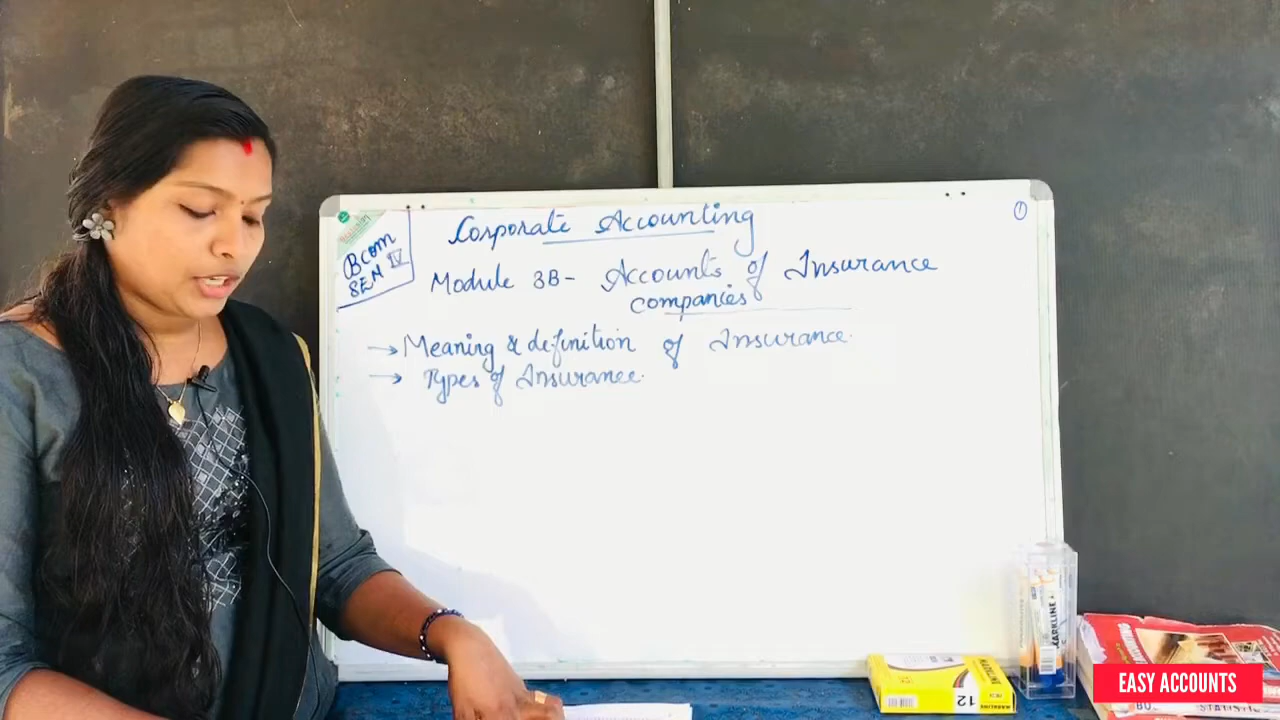 Corporate Accounting
Bcom
SEM IV
1
Module 3B - Accounts of Insurance
companies
→ Meaning & definition of Insurance.
→ Types of Insurance.
MARKLINE
12
EASY ACCOUNTS